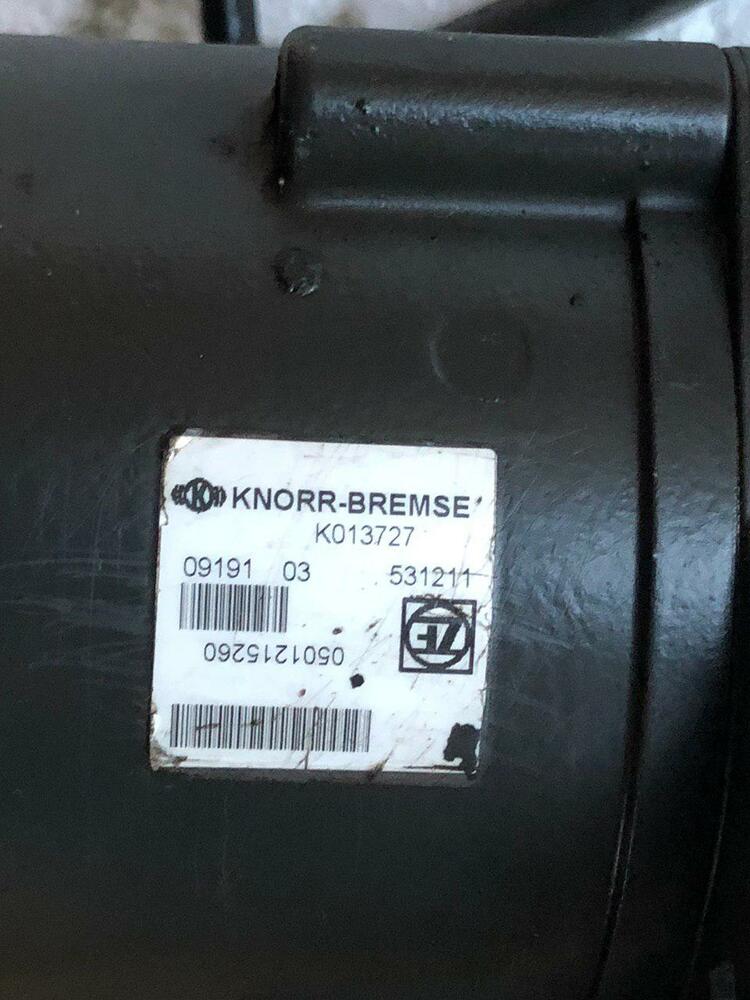 KNORR-BREMSE
K013727
09191 03 531211
ZF
0501215260